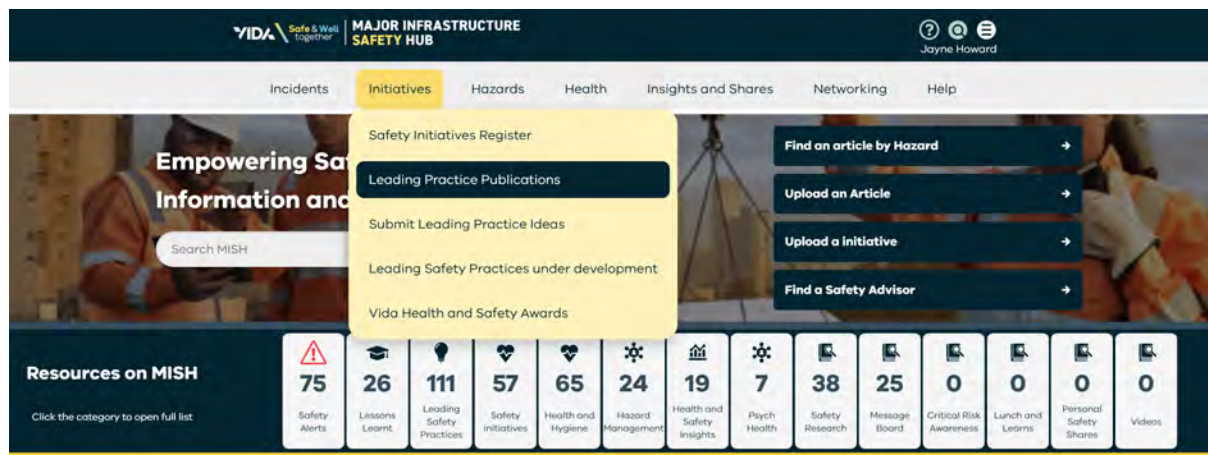 VIDA Safe & Well together MAJOR INFRASTRUCTURE SAFETY HUB
Jayne Howard
Incidents Initiatives Hazards Health Insights and Shares Networking Help
Safety Initiatives Register
Leading Practice Publications
Submit Leading Practice Ideas
Leading Safety Practices under development
Vida Health and Safety Awards
Empowering Sa
Information and
Search MISH
Find an article by Hazard
Upload an Article
Upload a initiative
Find a Safety Advisor
Resources on MISH
Click the category to open full list
75 Safety Alerts
26 Lessons Learnt
111 Leading Safety Practices
57 Safety initiatives
65 Health and Hygiene
24 Hazard Management
19 Health and Safety Insights
7 Psych Health
38 Safety Research
25 Message Board
0 Critical Risk Awareness
0 Lunch and Learns
0 Personal Safety Shares
0 Videos